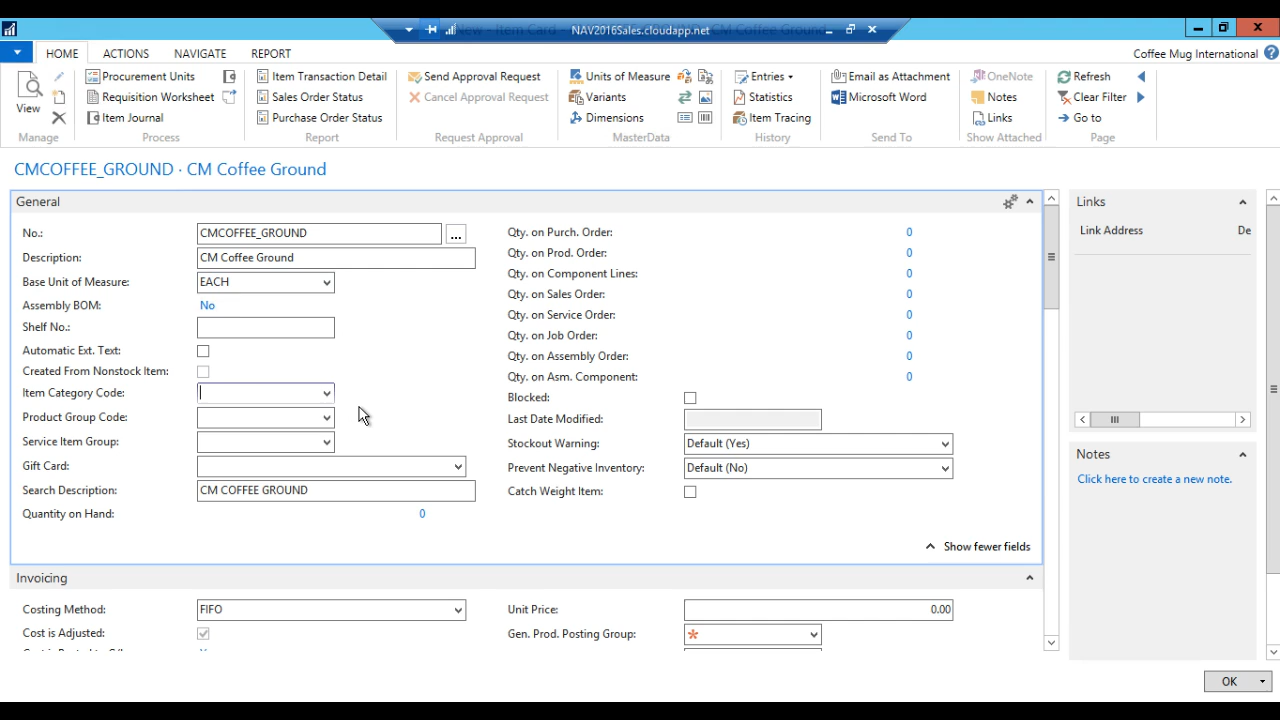 NAV2016Sales.cloudapp.net
HOME ACTIONS NAVIGATE REPORT
Coffee Mug International
View
Procurement Units
Requisition Worksheet
Item Journal
Item Transaction Detail
Sales Order Status
Purchase Order Status
Send Approval Request
Cancel Approval Request
Units of Measure
Variants
Dimensions
Entries
Statistics
Item Tracing
Email as Attachment
Microsoft Word
OneNote
Notes
Links
Refresh
Clear Filter
Go to
Manage Process Report Request Approval MasterData History Send To Show Attached Page
CMCOFFEE_GROUND · CM Coffee Ground
General
No.: CMCOFFEE_GROUND ...
Description: CM Coffee Ground
Base Unit of Measure: EACH
Assembly BOM: No
Shelf No.:
Automatic Ext. Text:
Created From Nonstock Item:
Item Category Code:
Product Group Code:
Service Item Group:
Gift Card:
Search Description: CM COFFEE GROUND
Quantity on Hand: 0
Qty. on Purch. Order: 0
Qty. on Prod. Order: 0
Qty. on Component Lines: 0
Qty. on Sales Order: 0
Qty. on Service Order: 0
Qty. on Job Order: 0
Qty. on Assembly Order: 0
Qty. on Asm. Component: 0
Blocked:
Last Date Modified:
Stockout Warning: Default (Yes)
Prevent Negative Inventory: Default (No)
Catch Weight Item:
Show fewer fields
Invoicing
Costing Method: FIFO
Cost is Adjusted:
Unit Price: 0.00
Gen. Prod. Posting Group: *
Links
Link Address De
Notes
Click here to create a new note.
OK